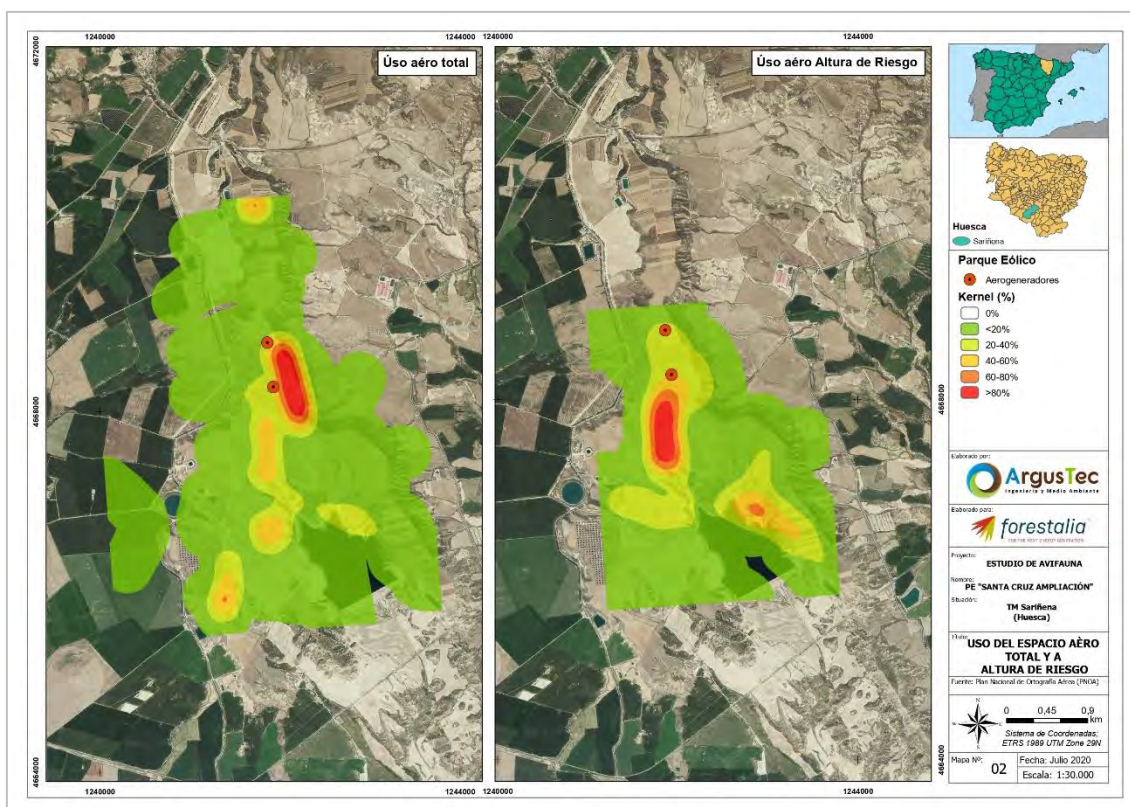 1240000
1244000
1240000
1244000
4672000
Úso aéro total
Úso aéro Altura de Riesgo
4668000
4668000
4664000
4664000
1240000
1244000
1240000
1244000
Huesca
Sariñena
Parque Eólico
Aerogeneradores
Kernel (%)
0%
<20%
20-40%
40-60%
60-80%
>80%
Elaborado por:
ArgusTec
Ingeniería y Medio Ambiente
Elaborado para:
forestalia
Proyecto:
ESTUDIO DE AVIFAUNA
Nombre:
PE "SANTA CRUZ AMPLIACIÓN"
Situación:
TM Sariñena
(Huesca)
Título:
USO DEL ESPACIO AÈRO
TOTAL Y A
ALTURA DE RIESGO
Fuente: Plan Nacional de Ortografía Aérea (PNOA)
N
S
0 0,45 0,9
km
Sistema de Coordenadas:
ETRS 1989 UTM Zone 29N
Mapa Nº:
02
Fecha: Julio 2020
Escala: 1:30.000